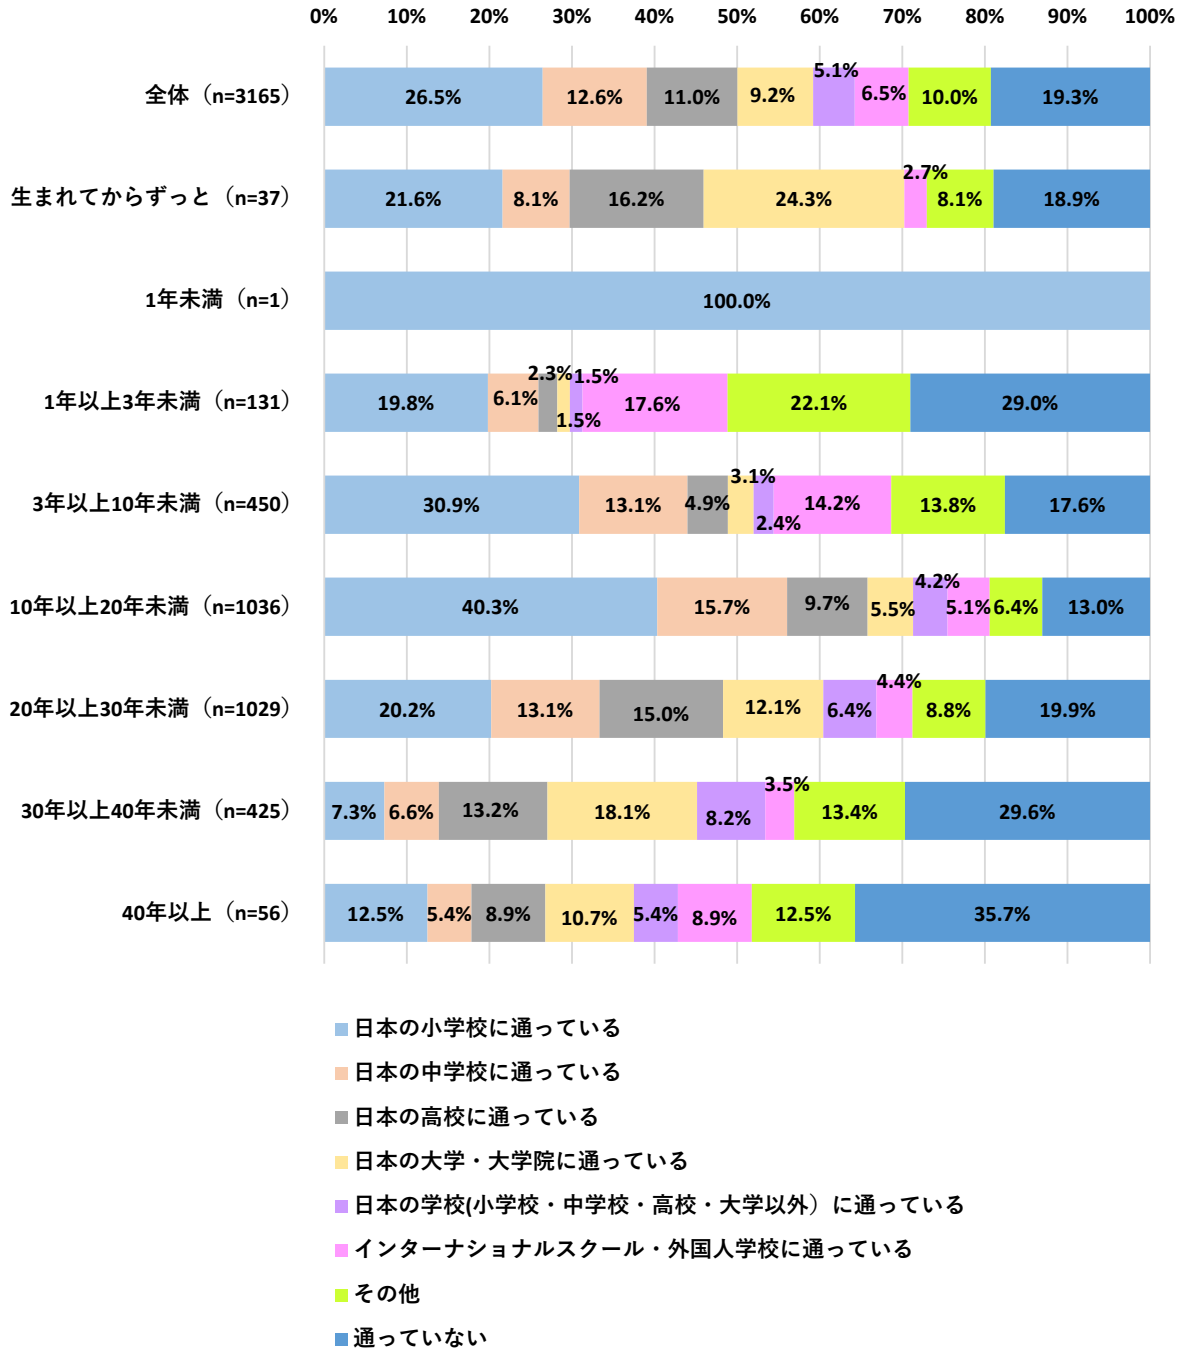 0% 10% 20% 30% 40% 50% 60% 70% 80% 90% 100%
全体（n=3165） 26.5% 12.6% 11.0% 9.2% 5.1% 6.5% 10.0% 19.3%
生まれてからずっと（n=37） 21.6% 8.1% 16.2% 24.3% 2.7% 8.1% 18.9%
1年未満（n=1） 100.0%
1年以上3年未満（n=131） 19.8% 6.1% 2.3% 1.5% 1.5% 17.6% 22.1% 29.0%
3年以上10年未満（n=450） 30.9% 13.1% 4.9% 3.1% 2.4% 14.2% 13.8% 17.6%
10年以上20年未満（n=1036） 40.3% 15.7% 9.7% 5.5% 4.2% 5.1% 6.4% 13.0%
20年以上30年未満（n=1029） 20.2% 13.1% 15.0% 12.1% 6.4% 4.4% 8.8% 19.9%
30年以上40年未満（n=425） 7.3% 6.6% 13.2% 18.1% 8.2% 3.5% 13.4% 29.6%
40年以上（n=56） 12.5% 5.4% 8.9% 10.7% 5.4% 8.9% 12.5% 35.7%
日本の小学校に通っている
日本の中学校に通っている
日本の高校に通っている
日本の大学・大学院に通っている
日本の学校(小学校・中学校・高校・大学以外）に通っている
インターナショナルスクール・外国人学校に通っている
その他
通っていない